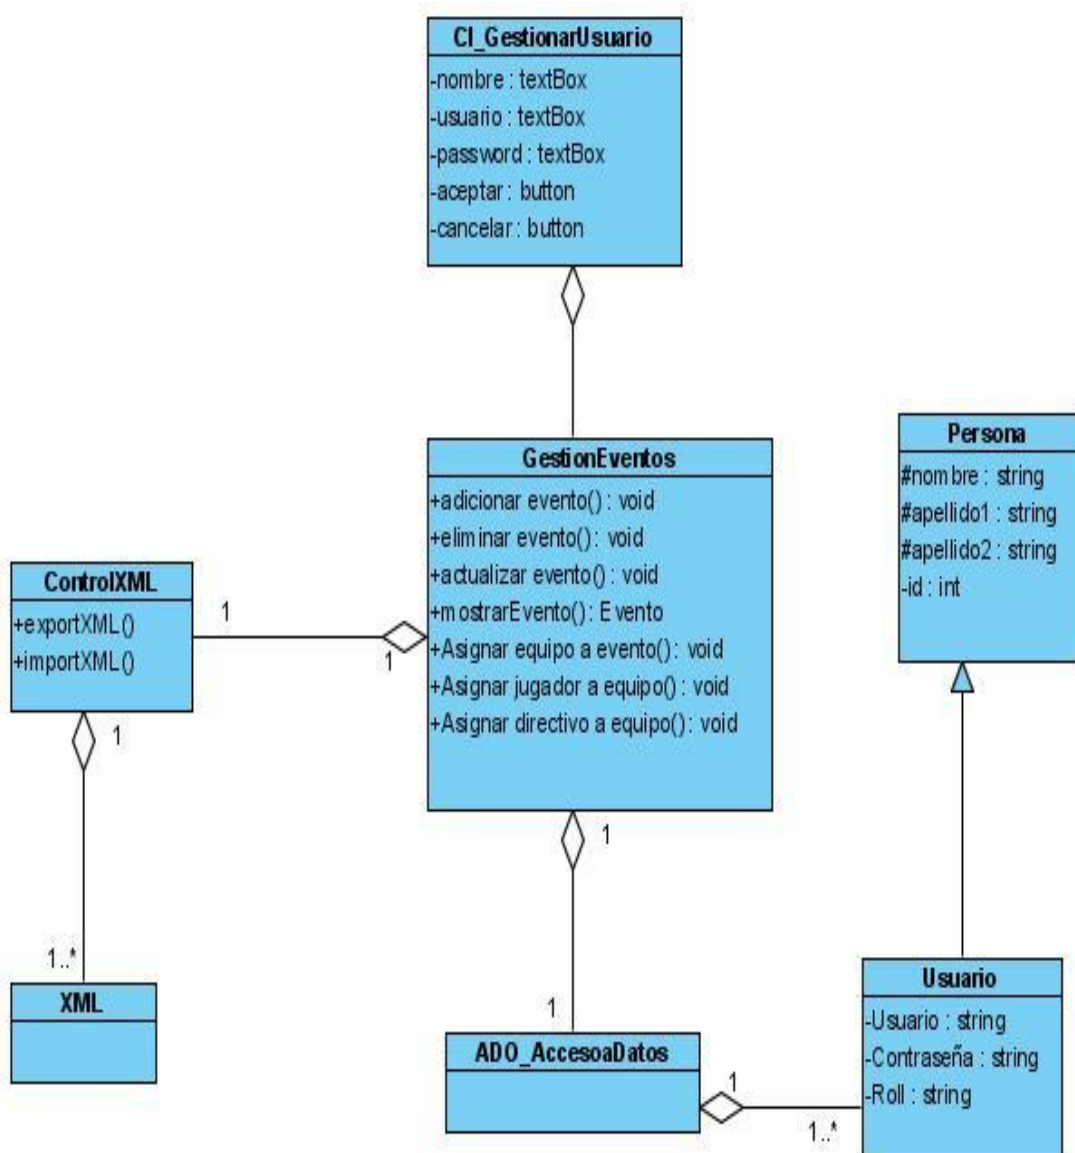 CI_GestionarUsuario
-nombre : textBox
-usuario : textBox
-password : textBox
-aceptar : button
-cancelar : button
GestionEventos
+adicionar evento() : void
+eliminar evento() : void
+actualizar evento() : void
+mostrarEvento() : Evento
+Asignar equipo a evento() : void
+Asignar jugador a equipo() : void
+Asignar directivo a equipo() : void
Persona
#nombre : string
#apellido1 : string
#apellido2 : string
-id : int
ControlXML
+exportXML()
+importXML()
1
1
1
1..*
XML
1
1
ADO_AccesoaDatos
1
1..*
Usuario
-Usuario : string
-Contraseña : string
-Roll : string